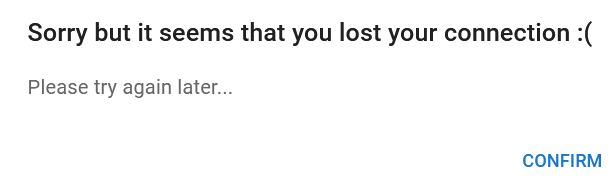 Sorry but it seems that you lost your connection :(
Please try again later...
CONFIRM